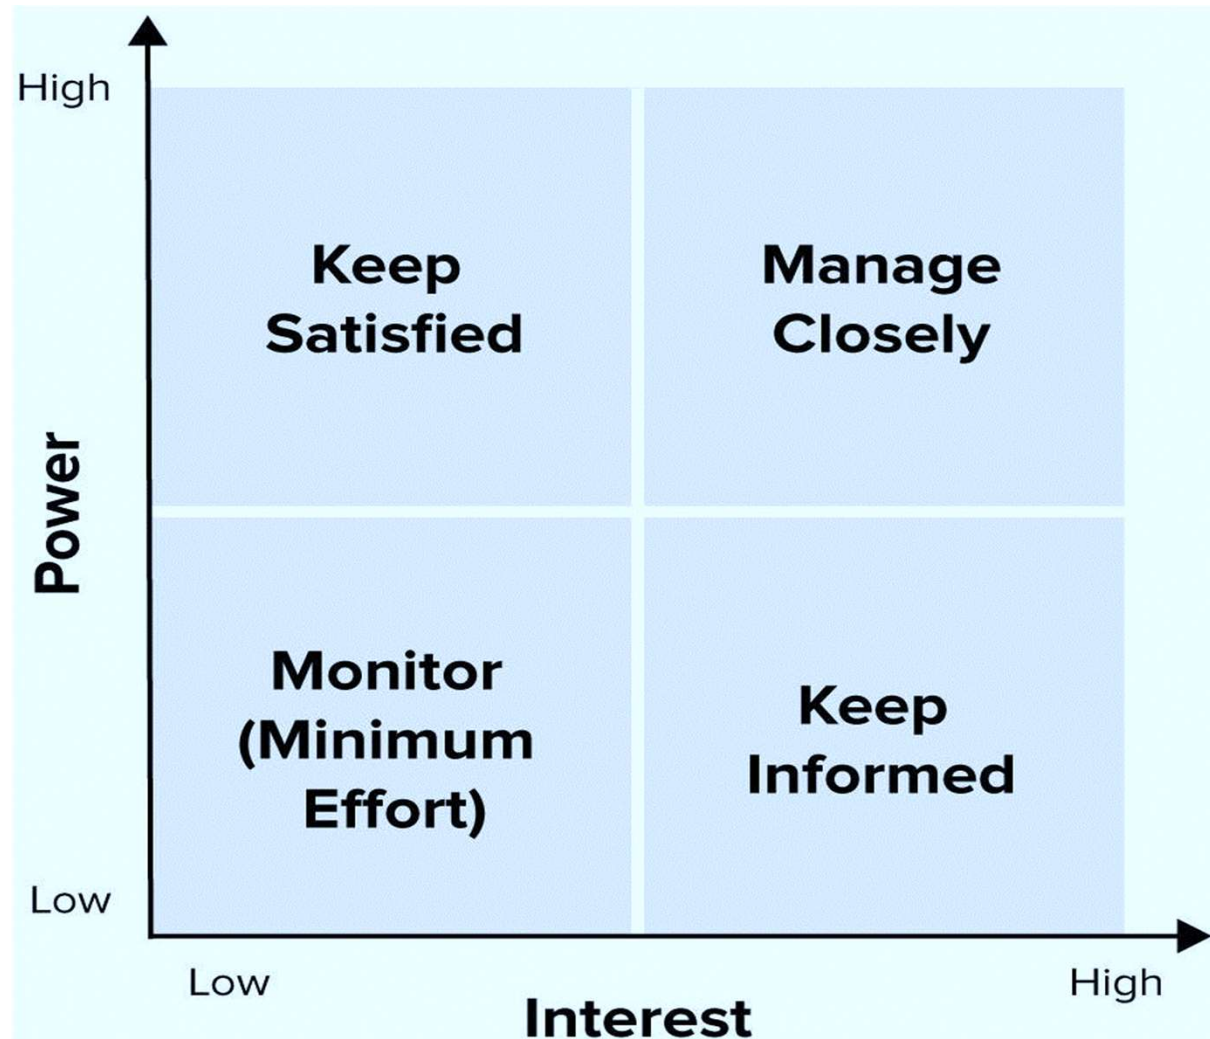 High
Keep
Satisfied
Manage
Closely
Power
Monitor
(Minimum
Effort)
Keep
Informed
Low
Low
High
Interest